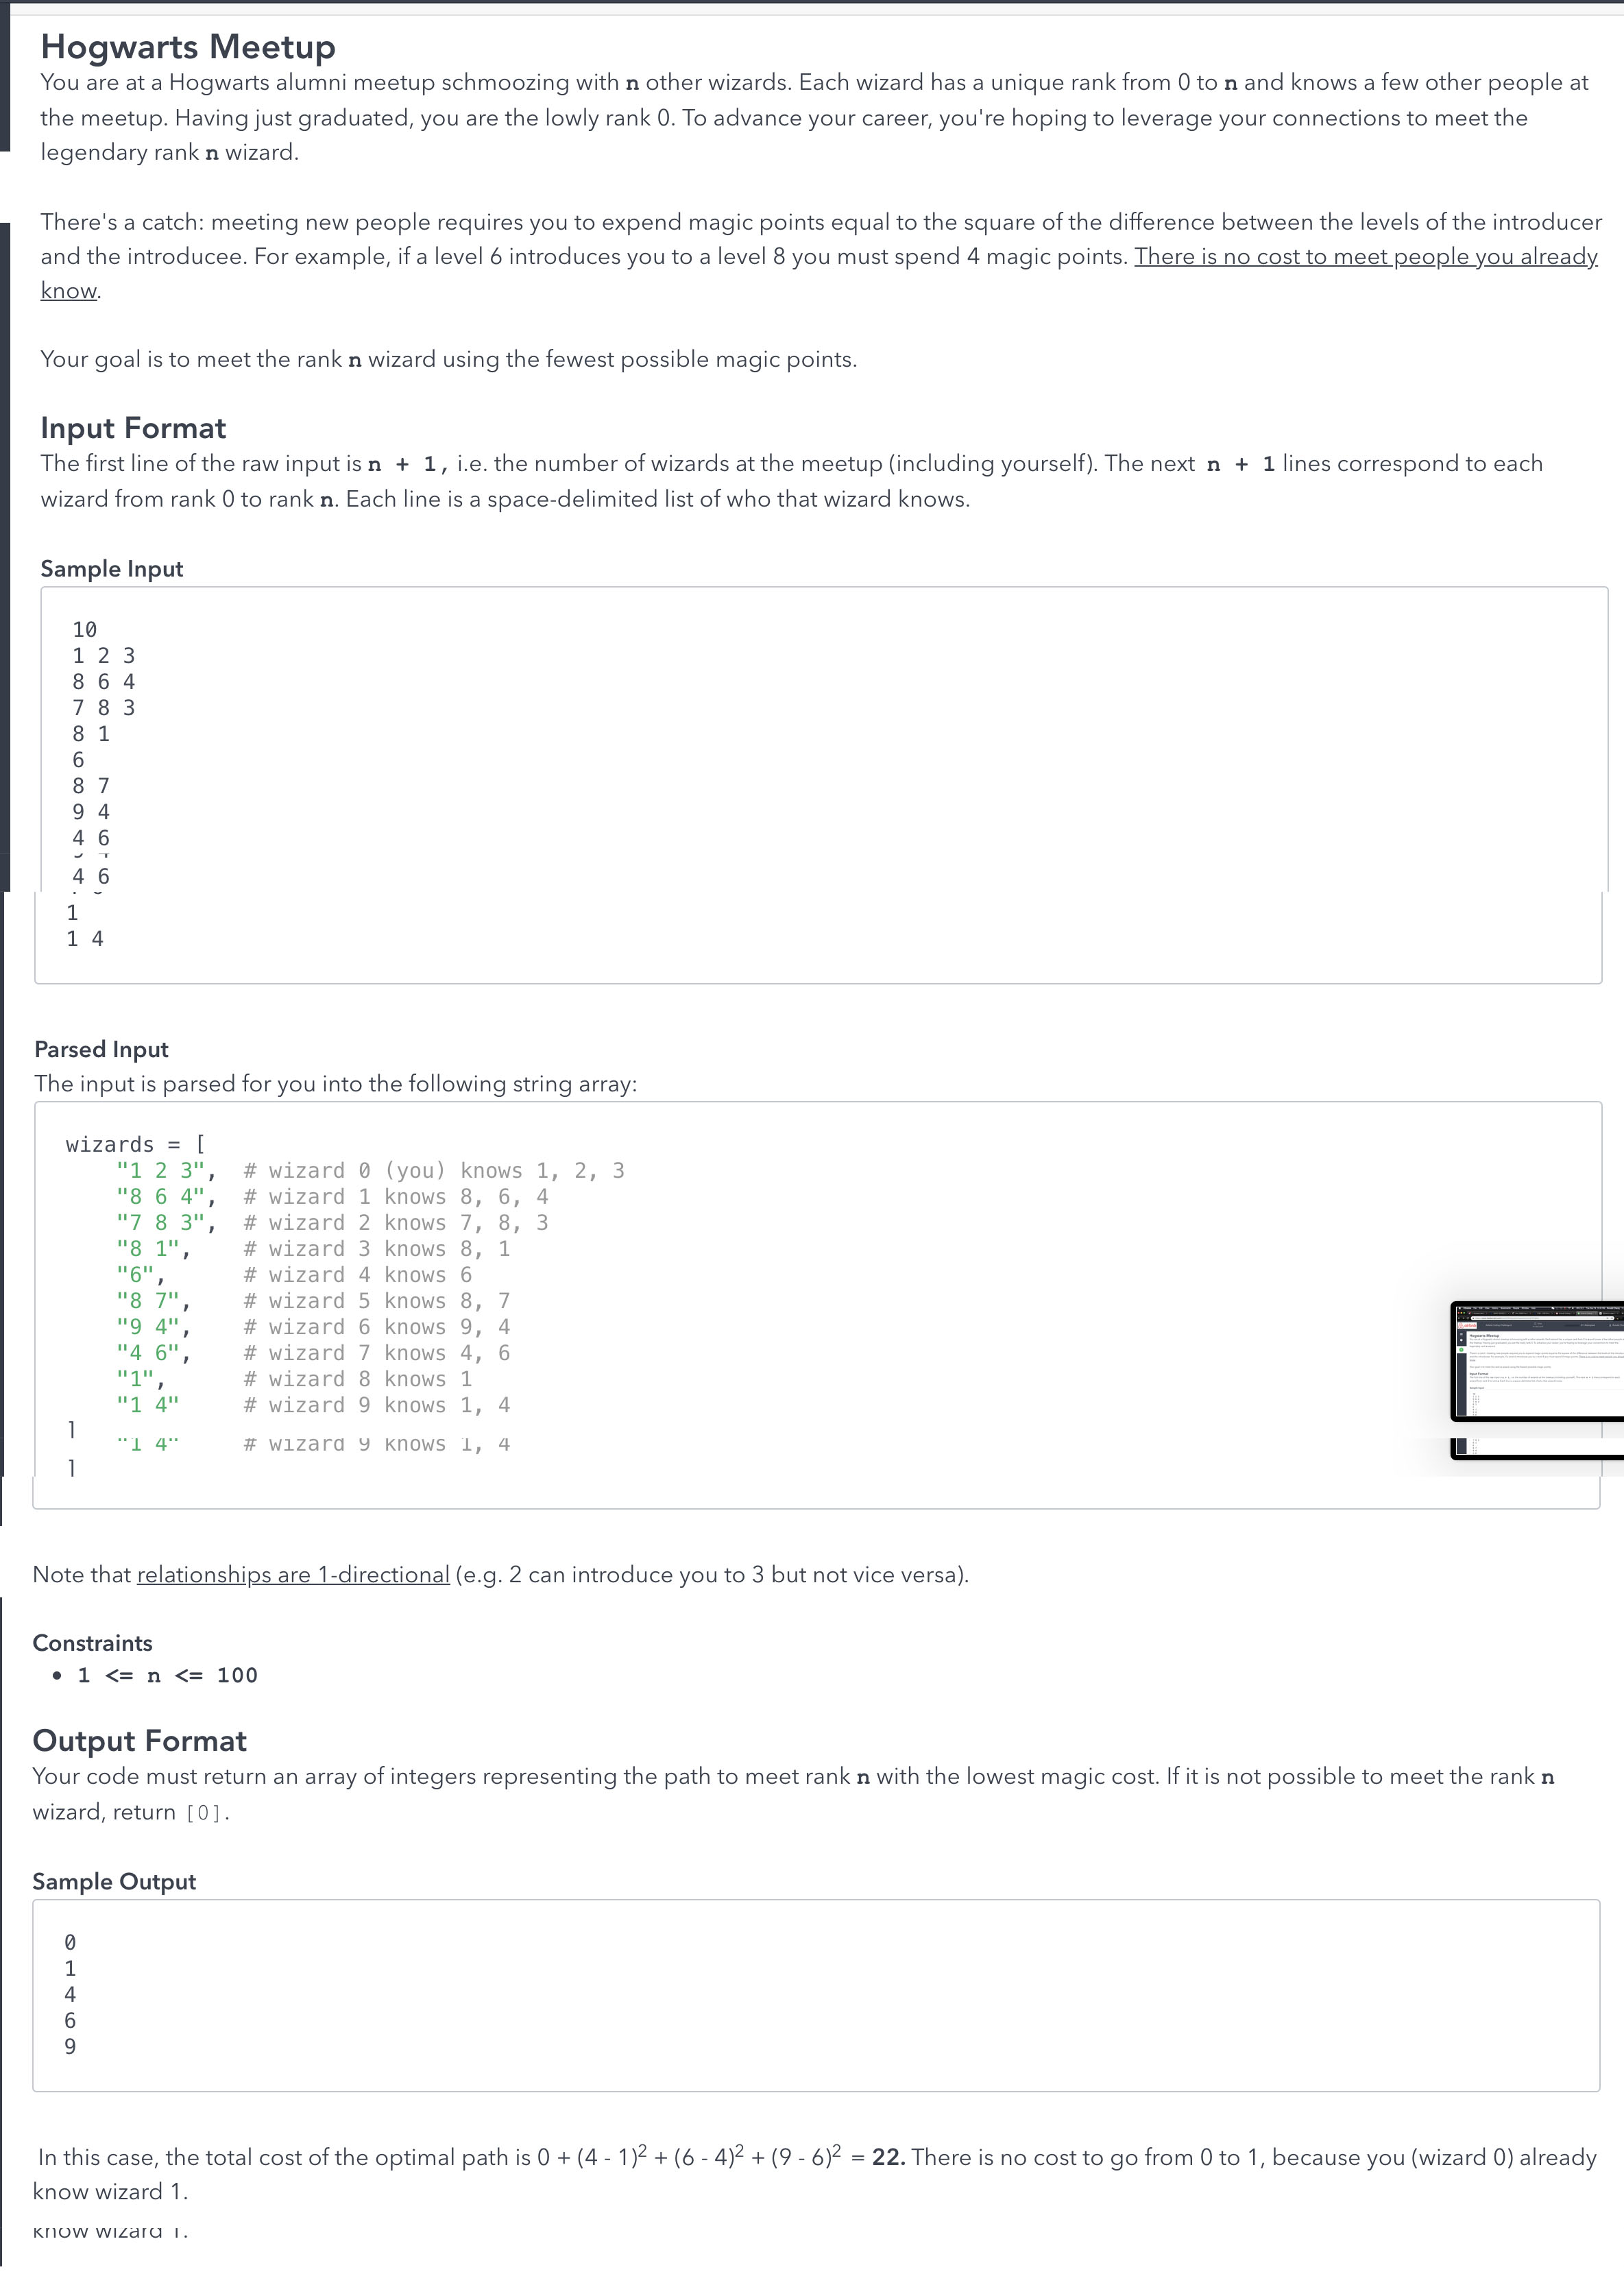 Hogwarts Meetup
You are at a Hogwarts alumni meetup schmoozing with n other wizards. Each wizard has a unique rank from 0 to n and knows a few other people at
the meetup. Having just graduated, you are the lowly rank 0. To advance your career, you're hoping to leverage your connections to meet the
legendary rank n wizard.
There's a catch: meeting new people requires you to expend magic points equal to the square of the difference between the levels of the introducer
and the introducee. For example, if a level 6 introduces you to a level 8 you must spend 4 magic points. There is no cost to meet people you already
know.
Your goal is to meet the rank n wizard using the fewest possible magic points.
Input Format
The first line of the raw input is n + 1, i.e. the number of wizards at the meetup (including yourself). The next n + 1 lines correspond to each
wizard from rank 0 to rank n. Each line is a space-delimited list of who that wizard knows.
Sample Input
10
1 2 3
8 6 4
7 8 3
8 1
6
8 7
9 4
4 6
4 6
1
1 4
Parsed Input
The input is parsed for you into the following string array:
wizards = [
"1 2 3", # wizard 0 (you) knows 1, 2, 3
"8 6 4", # wizard 1 knows 8, 6, 4
"7 8 3", # wizard 2 knows 7, 8, 3
"8 1", # wizard 3 knows 8, 1
"6", # wizard 4 knows 6
"8 7", # wizard 5 knows 8, 7
"9 4", # wizard 6 knows 9, 4
"4 6", # wizard 7 knows 4, 6
"1", # wizard 8 knows 1
"1 4" # wizard 9 knows 1, 4
]
"1 4" # wizard 9 knows 1, 4
]
Note that relationships are 1-directional (e.g. 2 can introduce you to 3 but not vice versa).
Constraints
• 1 <= n <= 100
Output Format
Your code must return an array of integers representing the path to meet rank n with the lowest magic cost. If it is not possible to meet the rank n
wizard, return [0].
Sample Output
0
1
4
6
9
In this case, the total cost of the optimal path is 0 + (4 - 1)² + (6 - 4)² + (9 - 6)² = 22. There is no cost to go from 0 to 1, because you (wizard 0) already
know wizard 1.
know wizard 1.